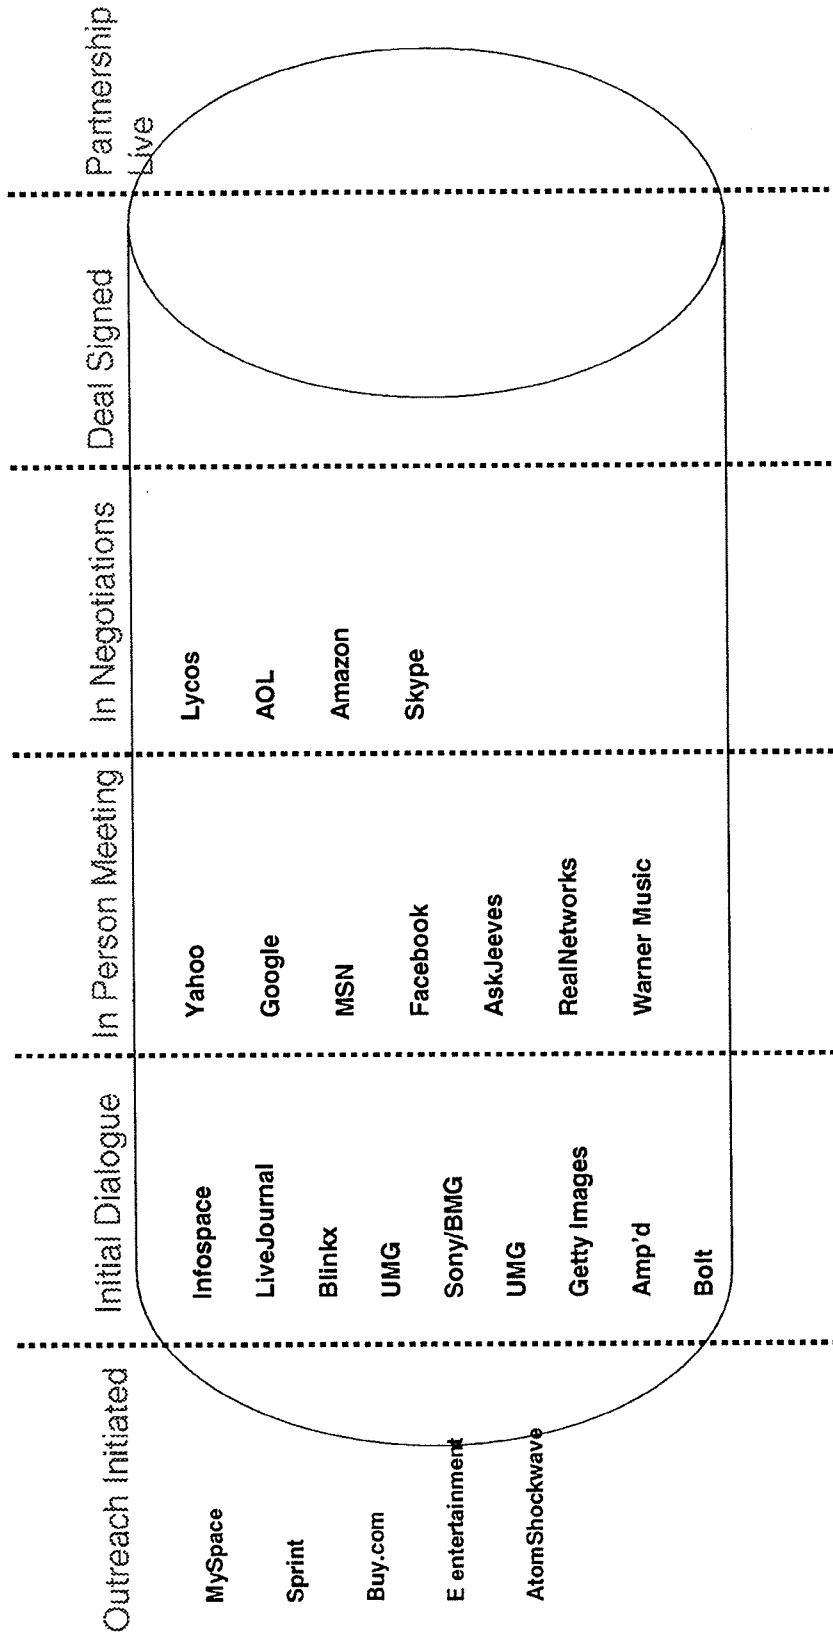 Outreach Initiated
MySpace
Sprint
Buy.com
E entertainment
AtomShockwave
Initial Dialogue
Infospace
LiveJournal
Blinkx
UMG
Sony/BMG
UMG
Getty Images
Amp'd
Bolt
In Person Meeting
Yahoo
Google
MSN
Facebook
AskJeeves
RealNetworks
Warner Music
In Negotiations
Lycos
AOL
Amazon
Skype
Deal Signed
Partnership
Live